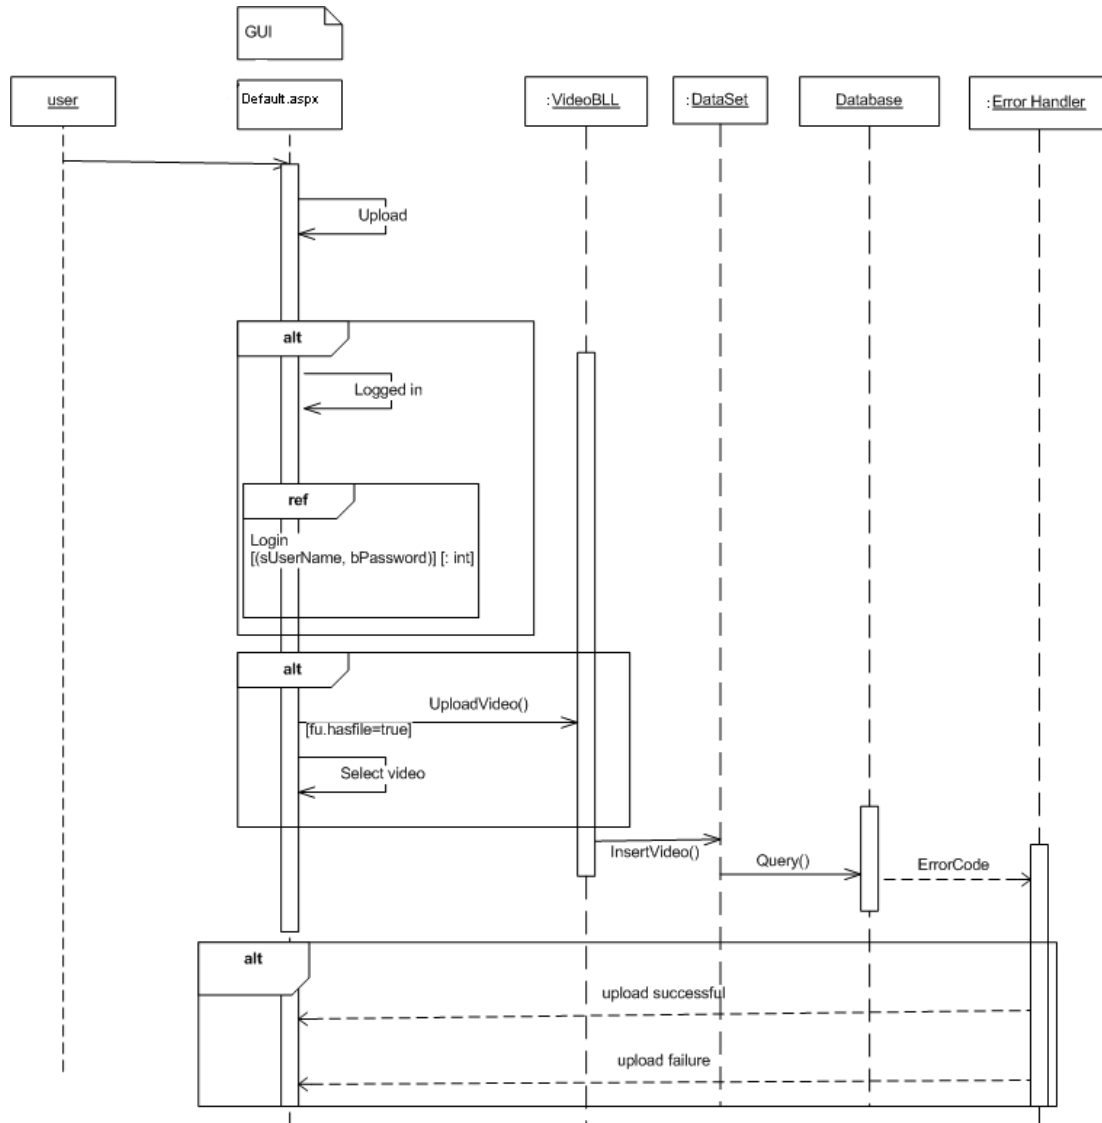 GUI
user
Default.aspx
:VideoBLL
:DataSet
Database
:Error Handler
Upload
alt
Logged in
ref
Login
[(sUserName, bPassword)] [: int]
alt
UploadVideo()
[fu.hasfile=true]
Select video
InsertVideo()
Query()
ErrorCode
alt
upload successful
upload failure